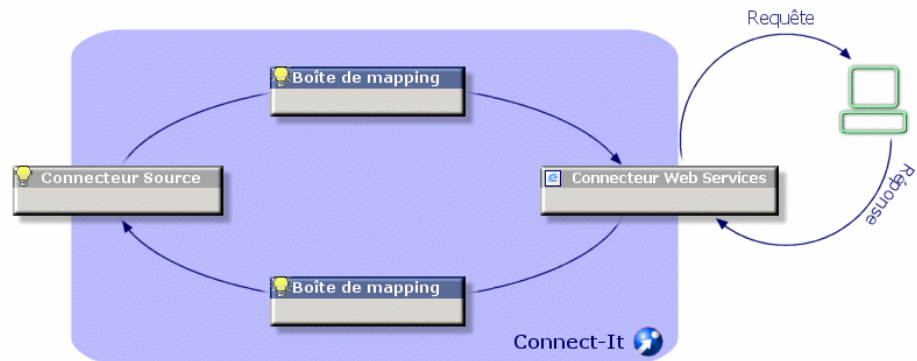 Requête
Boîte de mapping
Connecteur Source
Connecteur Web Services
Réponse
Boîte de mapping
Connect-It